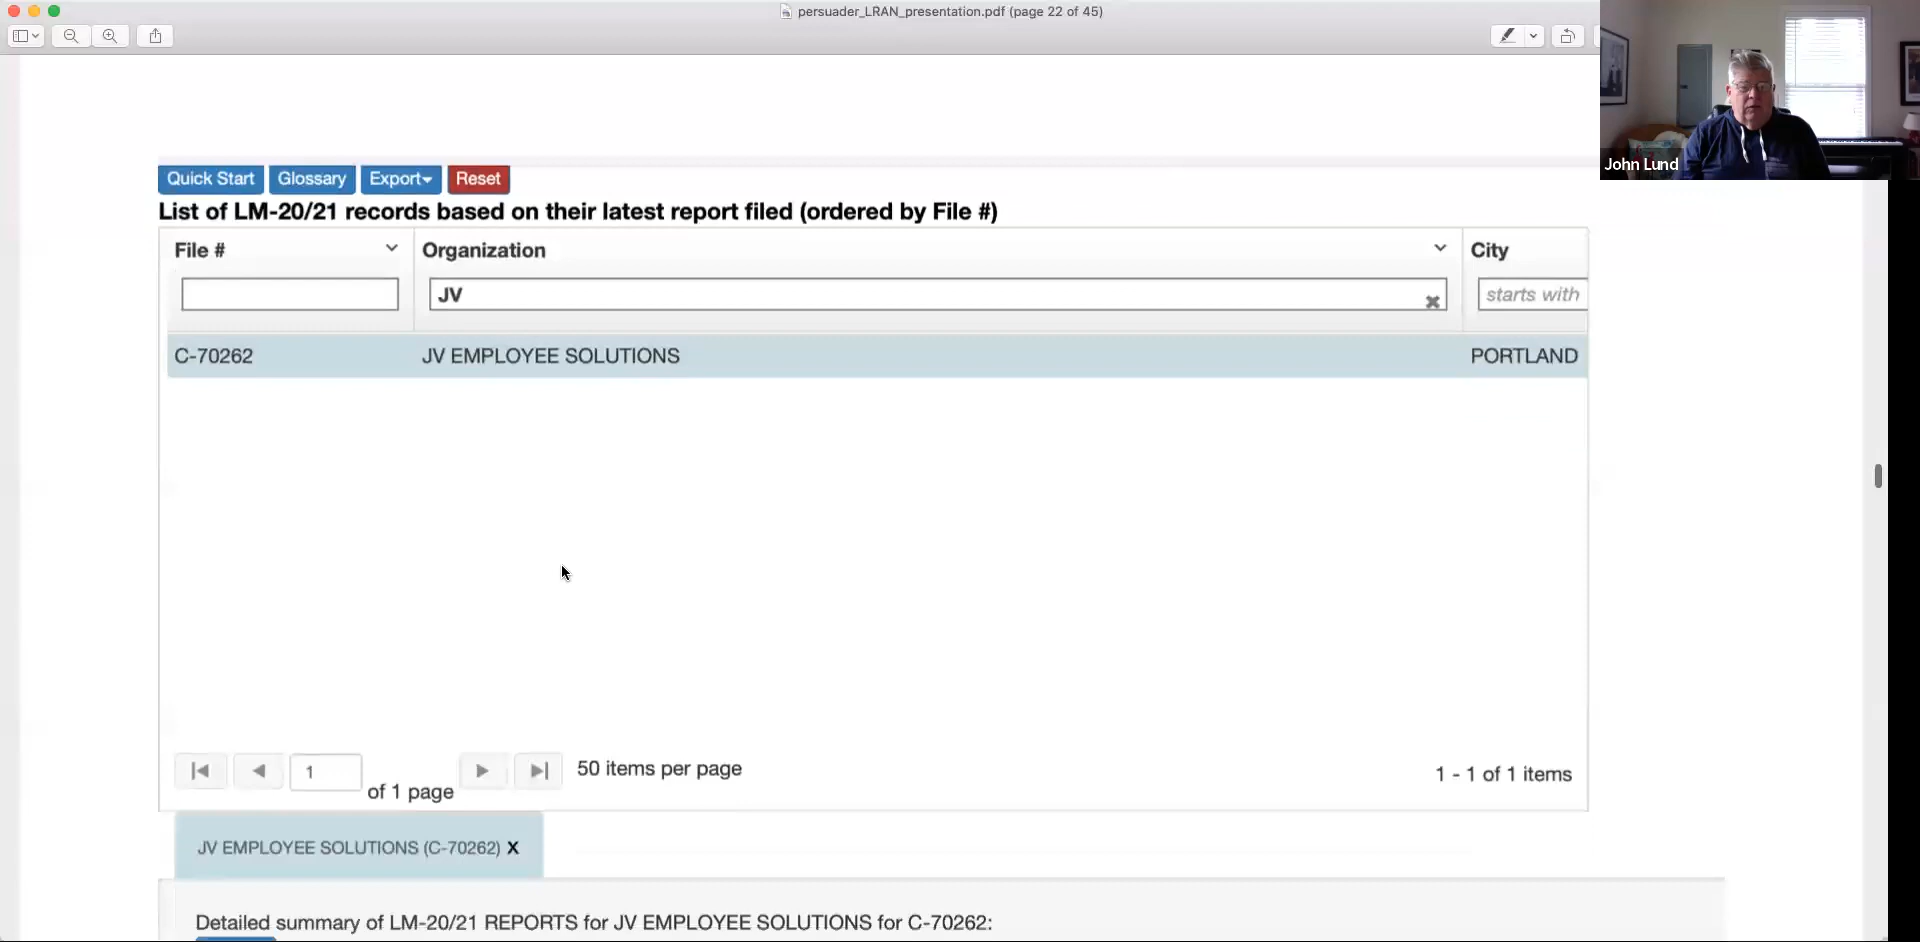 persuader_LRAN_presentation.pdf (page 22 of 45)
John Lund
Quick Start Glossary Export Reset
List of LM-20/21 records based on their latest report filed (ordered by File #)
File # Organization City
JV starts with
C-70262 JV EMPLOYEE SOLUTIONS PORTLAND
1 of 1 page 50 items per page 1 - 1 of 1 items
JV EMPLOYEE SOLUTIONS (C-70262) X
Detailed summary of LM-20/21 REPORTS for JV EMPLOYEE SOLUTIONS for C-70262: